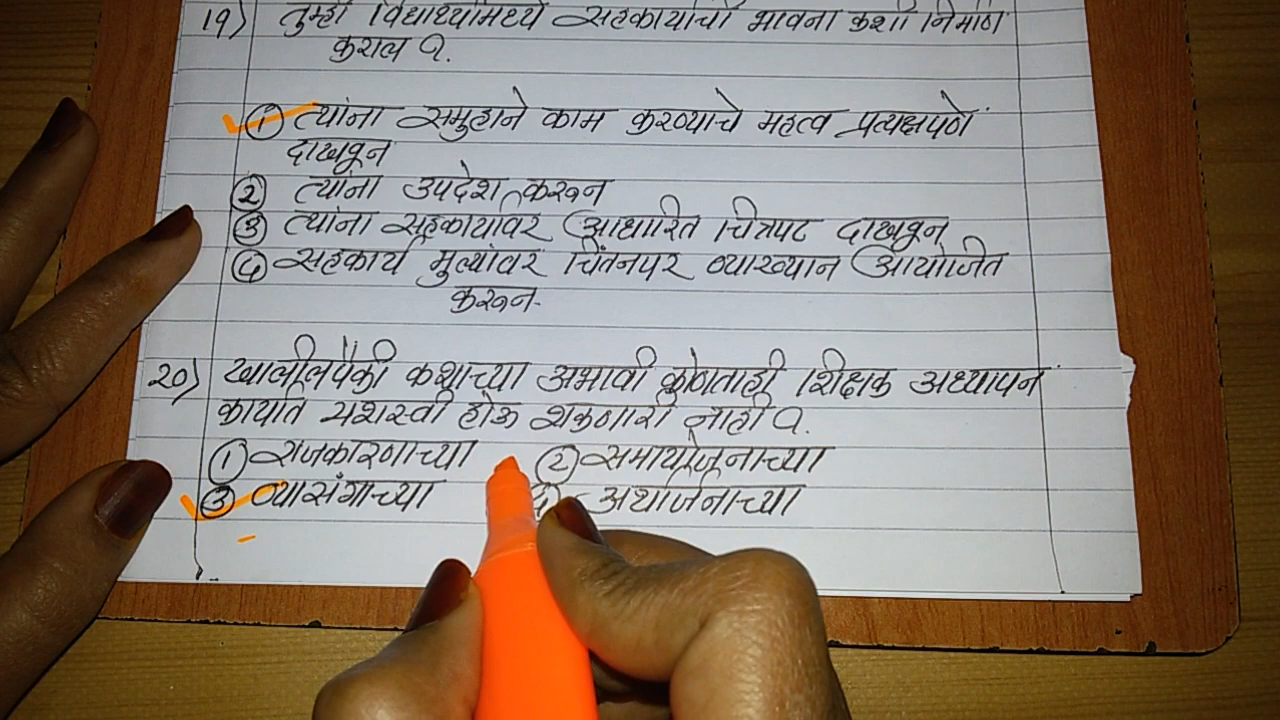 19) तुम्ही विद्यार्थ्यांमध्ये सहकार्याची भावना कशी निर्माण
कराल ?.
① त्यांना समुहाने काम करण्याचे महत्व प्रत्यक्षपणे
दाखवून
② त्यांना उपदेश करून
③ त्यांना सहकार्यावर आधारित चित्रपट दाखवून
④ सहकार्य मुल्यांवर चिंतनपर व्याख्यान आयोजित
करून.
20) खालीलपैकी कशाच्या अभावी कोणताही शिक्षक अध्यापन
कार्यात यशस्वी होऊ शकणारी नाही ?.
① राजकारणाच्या ② समायोजनाच्या
③ व्यासंगाच्या ④ अर्थार्जनाच्या